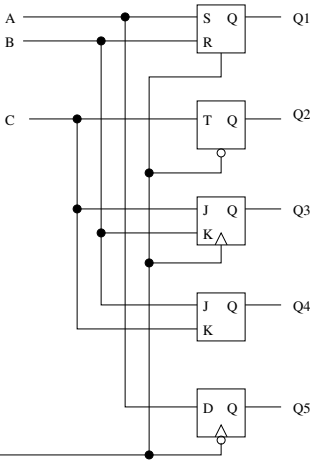 A S Q Q1
B R
C T Q Q2
J Q Q3
K
J Q Q4
K
D Q Q5